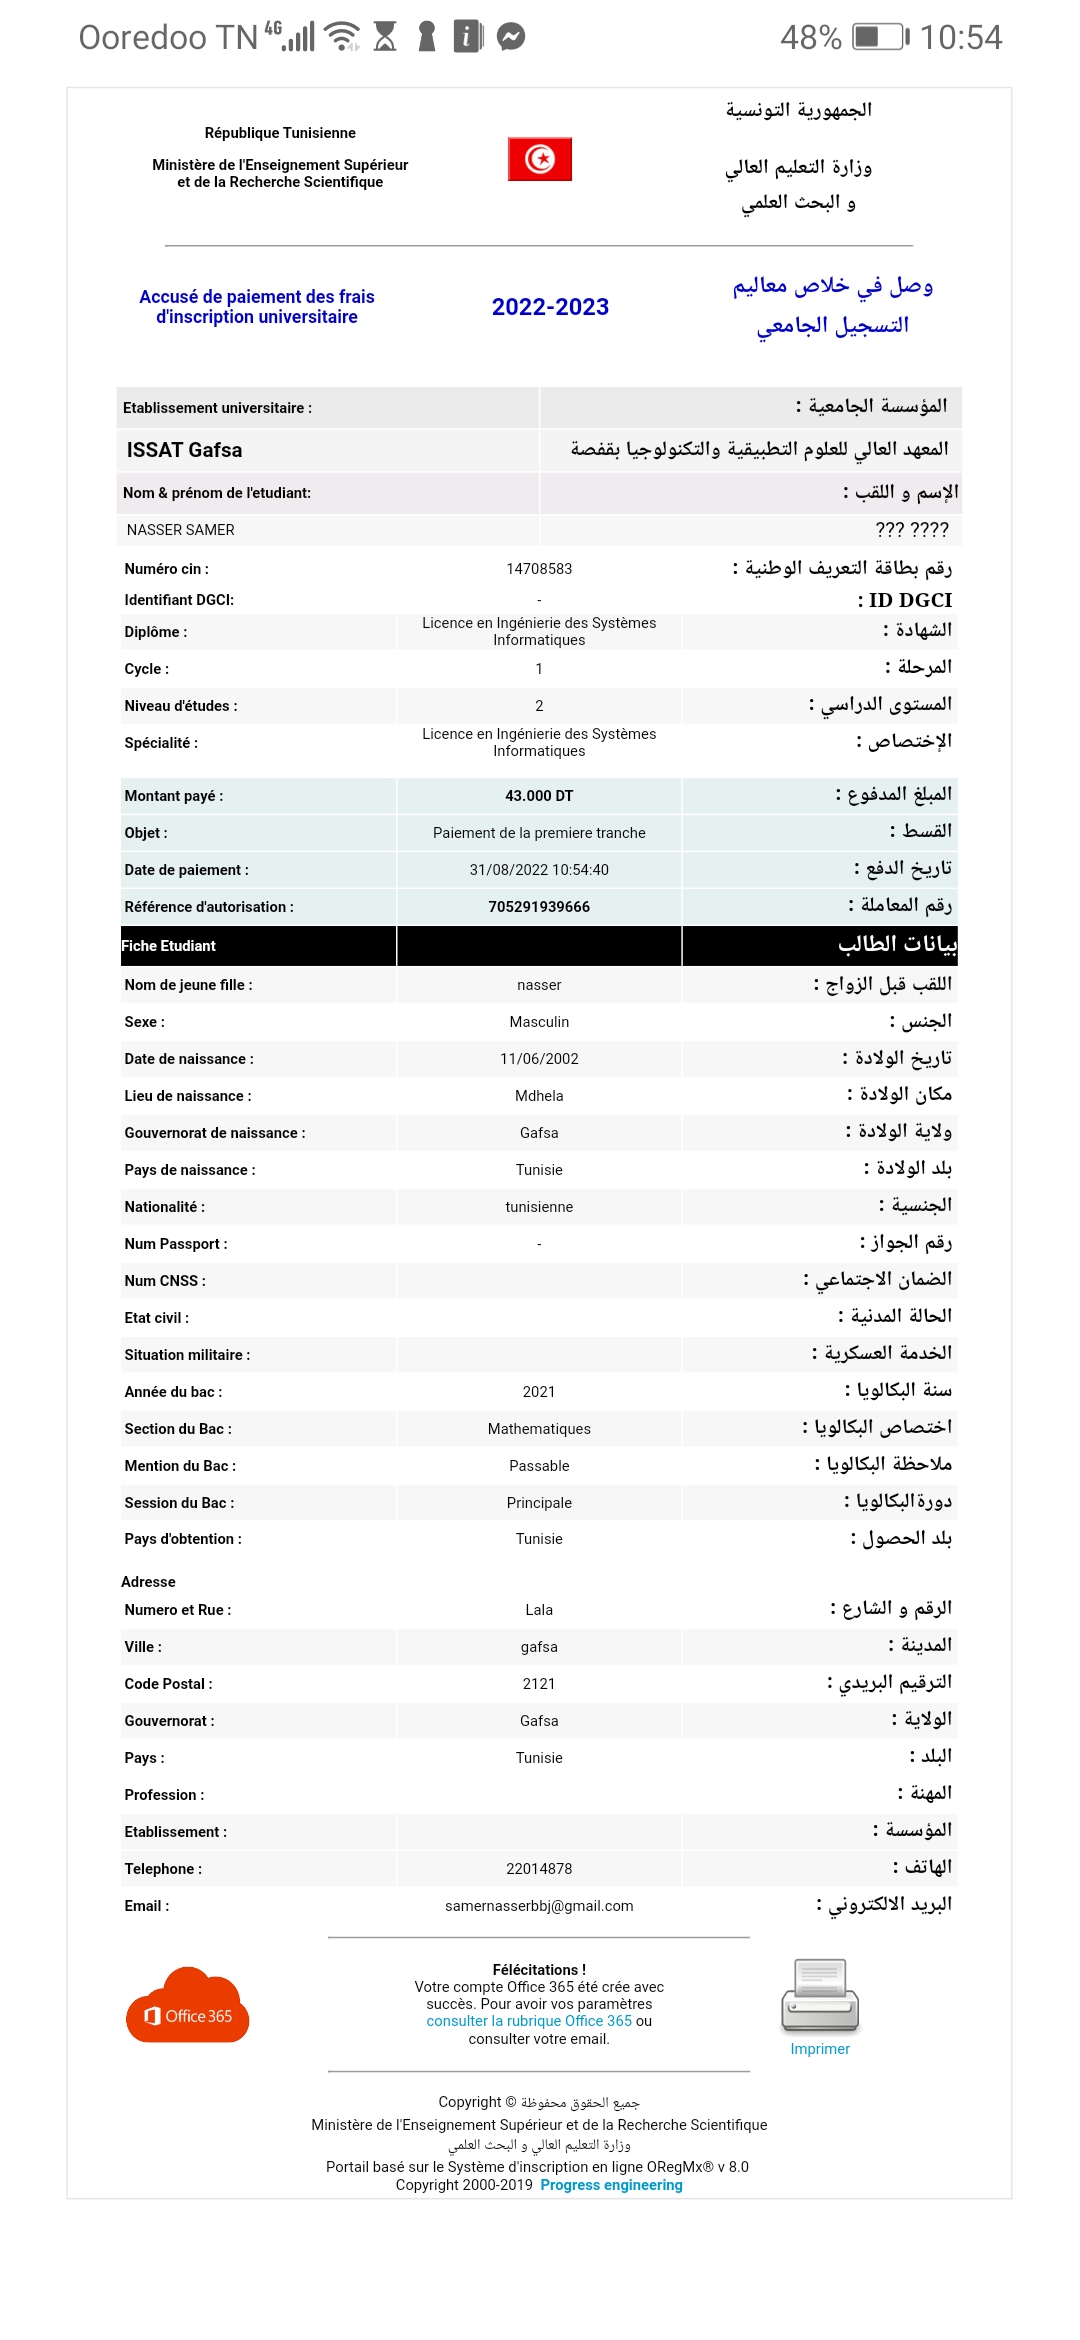 Ooredoo TN 4G 48% 10:54
الجمهورية التونسية
République Tunisienne
Ministère de l'Enseignement Supérieur
et de la Recherche Scientifique
وزارة التعليم العالي
و البحث العلمي
Accusé de paiement des frais
d'inscription universitaire
2022-2023
وصل في خلاص معاليم
التسجيل الجامعي
Etablissement universitaire : المؤسسة الجامعية :
ISSAT Gafsa المعهد العالي للعلوم التطبيقية والتكنولوجيا بقفصة
Nom & prénom de l'etudiant: الإسم و اللقب :
NASSER SAMER ??? ????
Numéro cin : 14708583 رقم بطاقة التعريف الوطنية :
Identifiant DGCI: - : ID DGCI
Diplôme : Licence en Ingénierie des Systèmes
Informatiques الشهادة :
Cycle : 1 المرحلة :
Niveau d'études : 2 المستوى الدراسي :
Spécialité : Licence en Ingénierie des Systèmes
Informatiques الإختصاص :
Montant payé : 43.000 DT المبلغ المدفوع :
Objet : Paiement de la premiere tranche القسط :
Date de paiement : 31/08/2022 10:54:40 تاريخ الدفع :
Référence d'autorisation : 705291939666 رقم المعاملة :
Fiche Etudiant بيانات الطالب
Nom de jeune fille : nasser اللقب قبل الزواج :
Sexe : Masculin الجنس :
Date de naissance : 11/06/2002 تاريخ الولادة :
Lieu de naissance : Mdhela مكان الولادة :
Gouvernorat de naissance : Gafsa ولاية الولادة :
Pays de naissance : Tunisie بلد الولادة :
Nationalité : tunisienne الجنسية :
Num Passport : - رقم الجواز :
Num CNSS : الضمان الاجتماعي :
Etat civil : الحالة المدنية :
Situation militaire : الخدمة العسكرية :
Année du bac : 2021 سنة البكالويا :
Section du Bac : Mathematiques اختصاص البكالويا :
Mention du Bac : Passable ملاحظة البكالويا :
Session du Bac : Principale دورةالبكالويا :
Pays d'obtention : Tunisie بلد الحصول :
Adresse
Numero et Rue : Lala الرقم و الشارع :
Ville : gafsa المدينة :
Code Postal : 2121 الترقيم البريدي :
Gouvernorat : Gafsa الولاية :
Pays : Tunisie البلد :
Profession : المهنة :
Etablissement : المؤسسة :
Telephone : 22014878 الهاتف :
Email : samernasserbbj@gmail.com البريد الالكتروني :
Office 365
Félécitations !
Votre compte Office 365 été crée avec
succès. Pour avoir vos paramètres
consulter la rubrique Office 365 ou
consulter votre email.
Imprimer
Copyright © جميع الحقوق محفوظة
Ministère de l'Enseignement Supérieur et de la Recherche Scientifique
وزارة التعليم العالي و البحث العلمي
Portail basé sur le Système d'inscription en ligne ORegMx® v 8.0
Copyright 2000-2019 Progress engineering